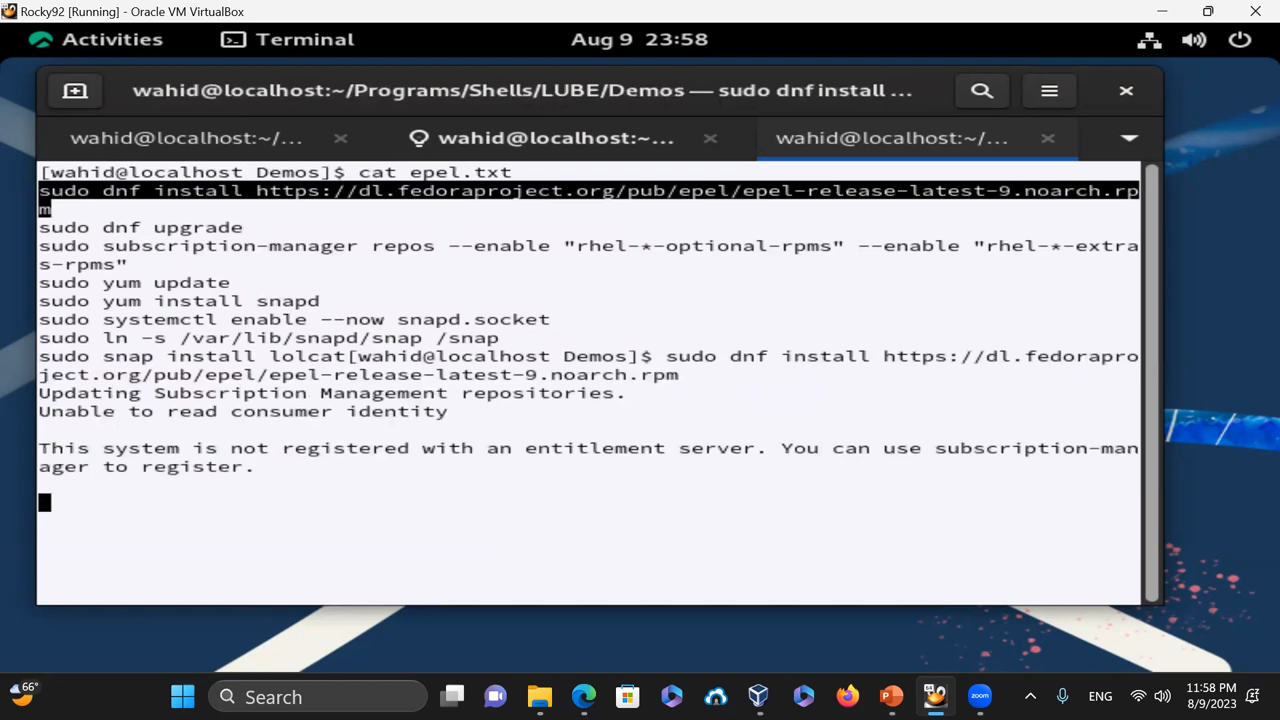 Rocky92 [Running] - Oracle VM VirtualBox
Activities
Terminal
Aug 9 23:58
wahid@localhost:~/Programs/Shells/LUBE/Demos — sudo dnf install ...
wahid@localhost:~/...
wahid@localhost:~...
wahid@localhost:~/...
[wahid@localhost Demos]$ cat epel.txt
sudo dnf install https://dl.fedoraproject.org/pub/epel/epel-release-latest-9.noarch.rp
m
sudo dnf upgrade
sudo subscription-manager repos --enable "rhel-*-optional-rpms" --enable "rhel-*-extra
s-rpms"
sudo yum update
sudo yum install snapd
sudo systemctl enable --now snapd.socket
sudo ln -s /var/lib/snapd/snap /snap
sudo snap install lolcat[wahid@localhost Demos]$ sudo dnf install https://dl.fedorapro
ject.org/pub/epel/epel-release-latest-9.noarch.rpm
Updating Subscription Management repositories.
Unable to read consumer identity
This system is not registered with an entitlement server. You can use subscription-man
ager to register.
66°
Search
zoom
ENG
11:58 PM
8/9/2023